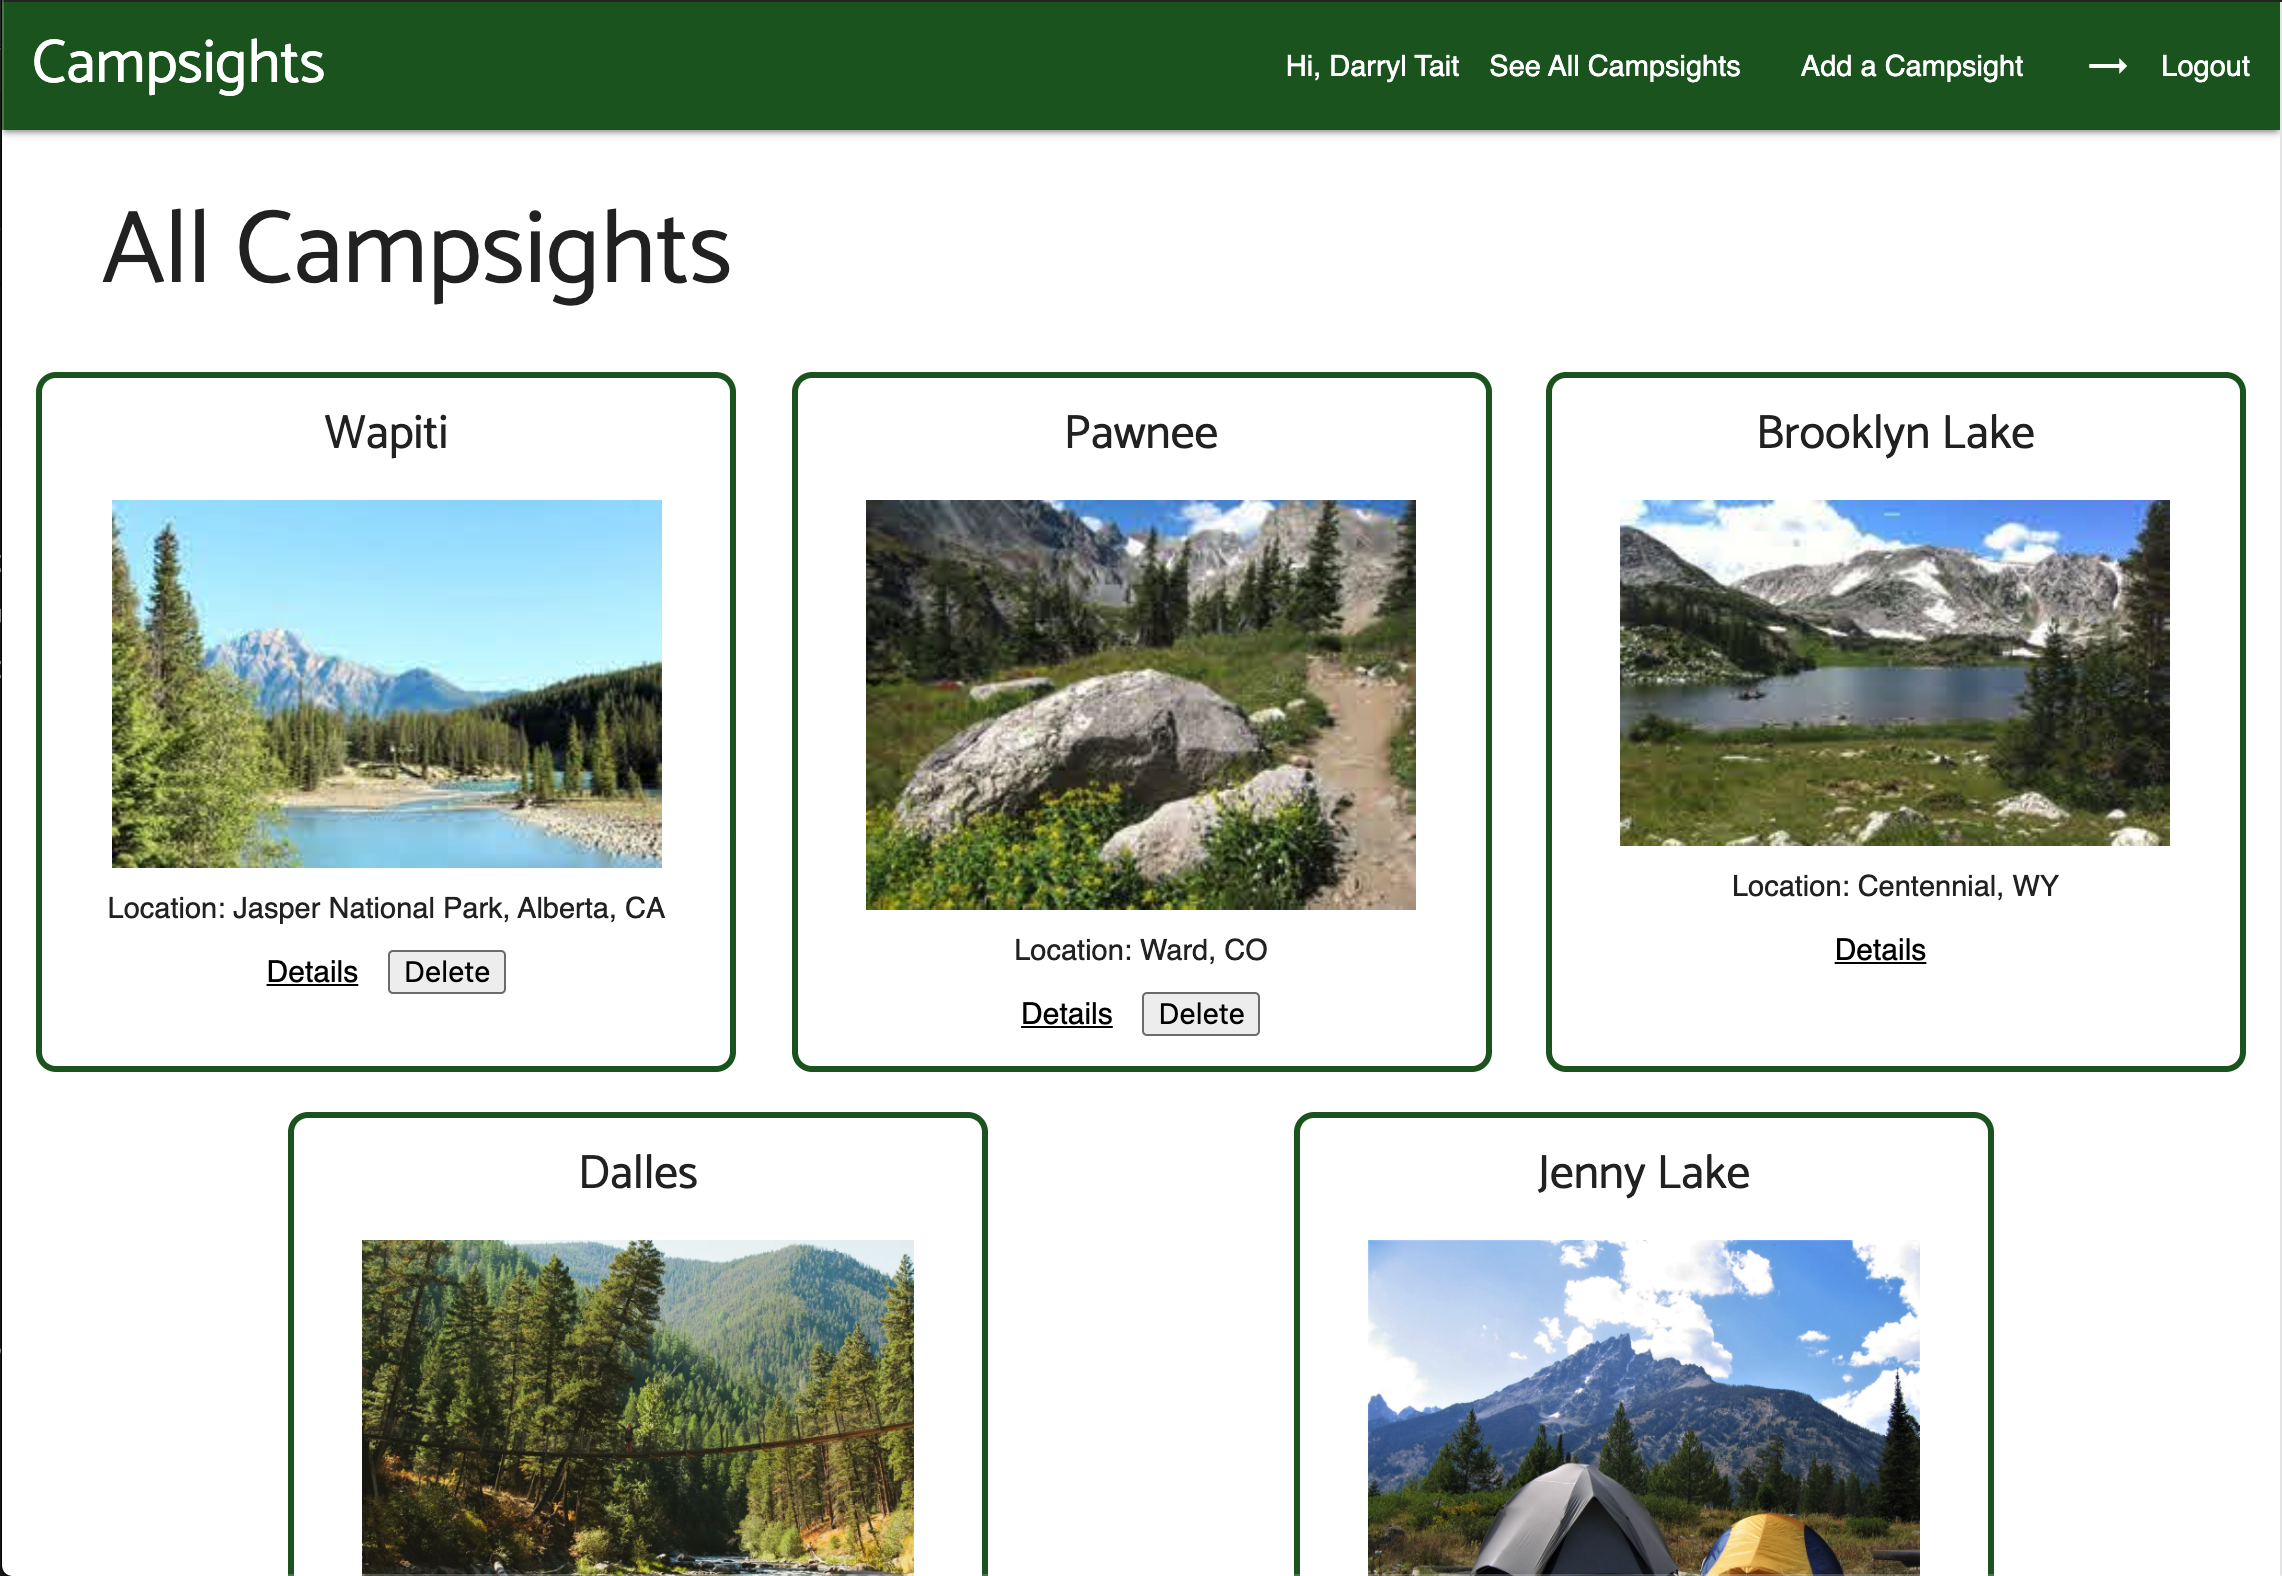 Campsights
Hi, Darryl Tait See All Campsights Add a Campsight → Logout
All Campsights
Wapiti
Location: Jasper National Park, Alberta, CA
Details Delete
Pawnee
Location: Ward, CO
Details Delete
Brooklyn Lake
Location: Centennial, WY
Details
Dalles
Jenny Lake